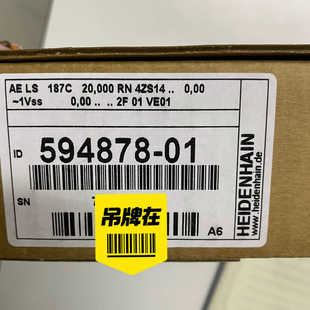 AE LS 187C 20,000 RN 4ZS14 .. 0,00
~1Vss 0,00 .. .. 2F 01 VE01
ID 594878-01
SN 7
吊牌在
A6
HEIDENHAIN
www.heidenhain.de